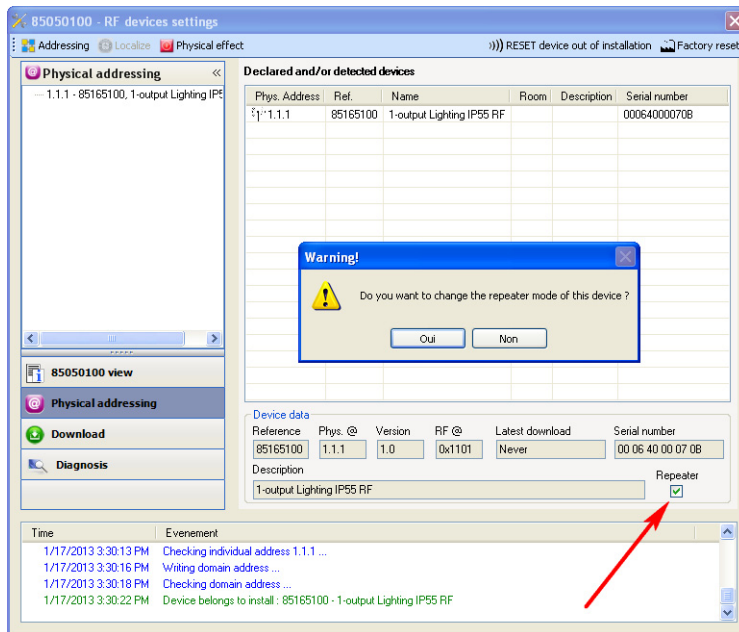 85050100 - RF devices settings
Addressing Localize Physical effect RESET device out of installation Factory reset
Physical addressing
1.1.1 - 85165100, 1-output Lighting IP5
Declared and/or detected devices
Phys. Address Ref. Name Room Description Serial number
1.1.1 85165100 1-output Lighting IP55 RF 00064000070B
Warning!
Do you want to change the repeater mode of this device ?
Oui Non
85050100 view
Physical addressing
Download
Diagnosis
Device data
Reference Phys. @ Version RF @ Latest download Serial number
85165100 1.1.1 1.0 0x1101 Never 00 06 40 00 07 0B
Description
Repeater
1-output Lighting IP55 RF
Time Evenement
1/17/2013 3:30:13 PM Checking individual address 1.1.1 ...
1/17/2013 3:30:16 PM Writing domain address ...
1/17/2013 3:30:18 PM Checking domain address ...
1/17/2013 3:30:22 PM Device belongs to install : 85165100 - 1-output Lighting IP55 RF